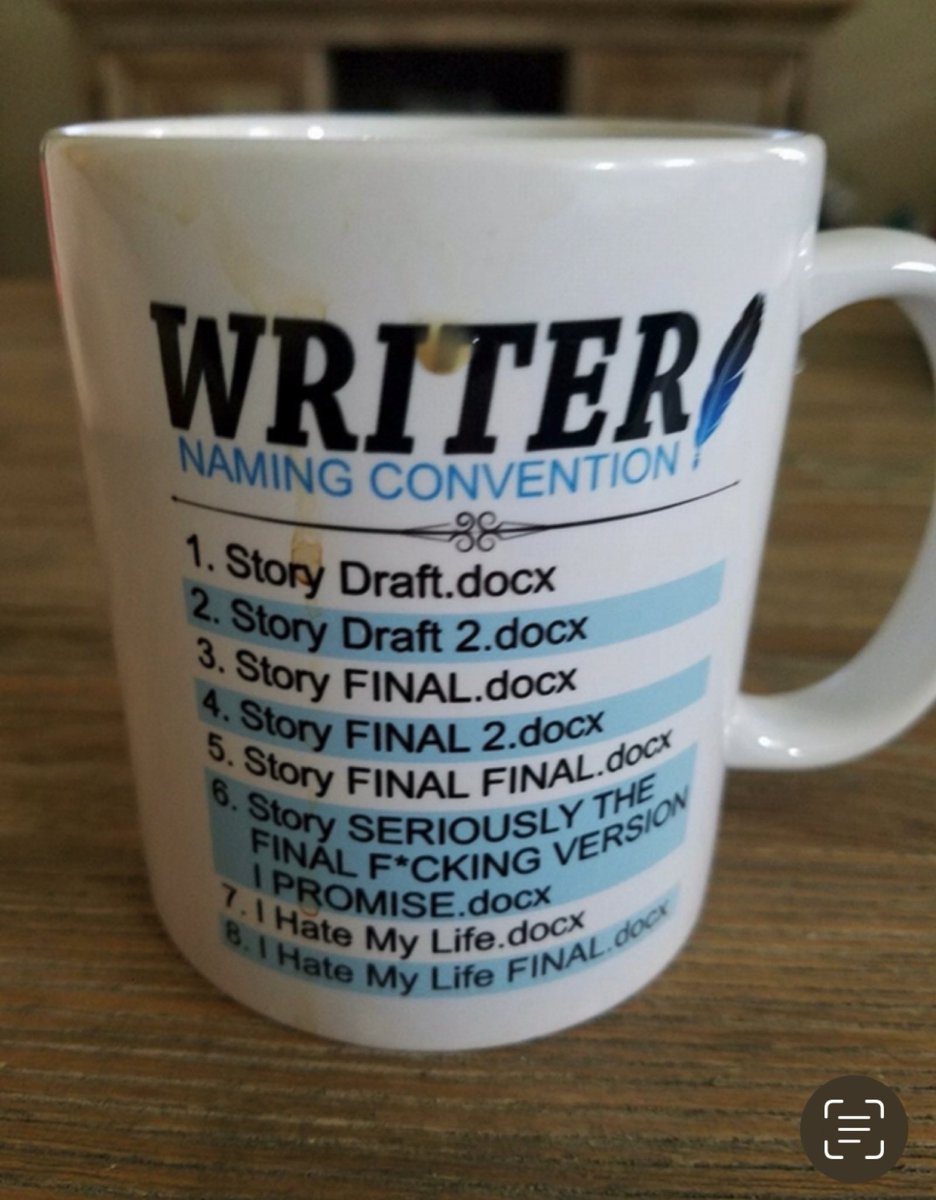 WRITER
NAMING CONVENTION
1. Story Draft.docx
2. Story Draft 2.docx
3. Story FINAL.docx
4. Story FINAL 2.docx
5. Story FINAL FINAL.docx
6. Story SERIOUSLY THE
FINAL F*CKING VERSION
I PROMISE.docx
7. I Hate My Life.docx
8. I Hate My Life FINAL.docx